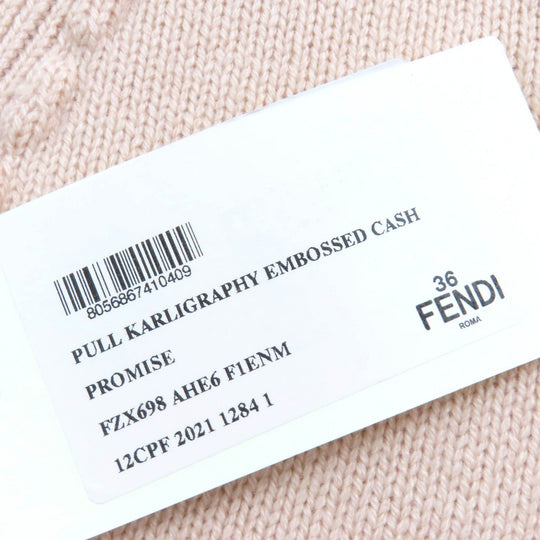 8056867410409
PULL KARLIGRAPHY EMBOSSED CASH
PROMISE
FZX698 AHE6 F1ENM
12CPF 2021 1284 1
36
FENDI
ROMA